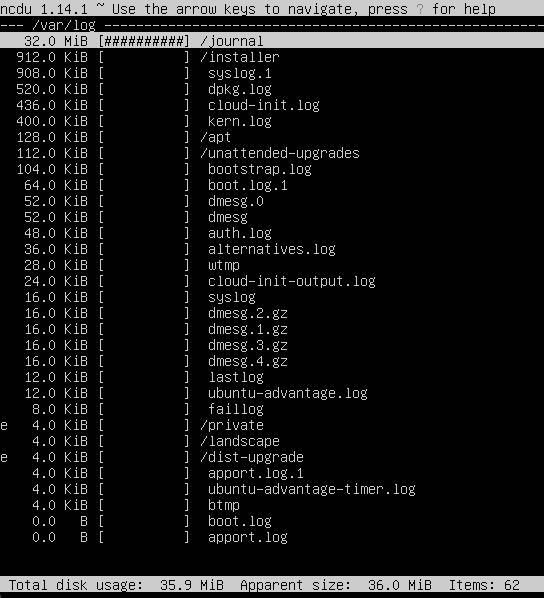 ncdu 1.14.1 ~ Use the arrow keys to navigate, press ? for help
--- /var/log ---------------------------------------------------
   32.0 MiB [##########] /journal
  912.0 KiB [          ] /installer
  908.0 KiB [          ]  syslog.1
  520.0 KiB [          ]  dpkg.log
  436.0 KiB [          ]  cloud-init.log
  400.0 KiB [          ]  kern.log
  128.0 KiB [          ] /apt
  112.0 KiB [          ] /unattended-upgrades
  104.0 KiB [          ]  bootstrap.log
   64.0 KiB [          ]  boot.log.1
   52.0 KiB [          ]  dmesg.0
   52.0 KiB [          ]  dmesg
   48.0 KiB [          ]  auth.log
   36.0 KiB [          ]  alternatives.log
   28.0 KiB [          ]  wtmp
   24.0 KiB [          ]  cloud-init-output.log
   16.0 KiB [          ]  syslog
   16.0 KiB [          ]  dmesg.2.gz
   16.0 KiB [          ]  dmesg.1.gz
   16.0 KiB [          ]  dmesg.3.gz
   16.0 KiB [          ]  dmesg.4.gz
   12.0 KiB [          ]  lastlog
   12.0 KiB [          ]  ubuntu-advantage.log
    8.0 KiB [          ]  faillog
e   4.0 KiB [          ] /private
    4.0 KiB [          ] /landscape
e   4.0 KiB [          ] /dist-upgrade
    4.0 KiB [          ]  apport.log.1
    4.0 KiB [          ]  ubuntu-advantage-timer.log
    4.0 KiB [          ]  btmp
    0.0   B [          ]  boot.log
    0.0   B [          ]  apport.log
 Total disk usage:  35.9 MiB  Apparent size:  36.0 MiB  Items: 62